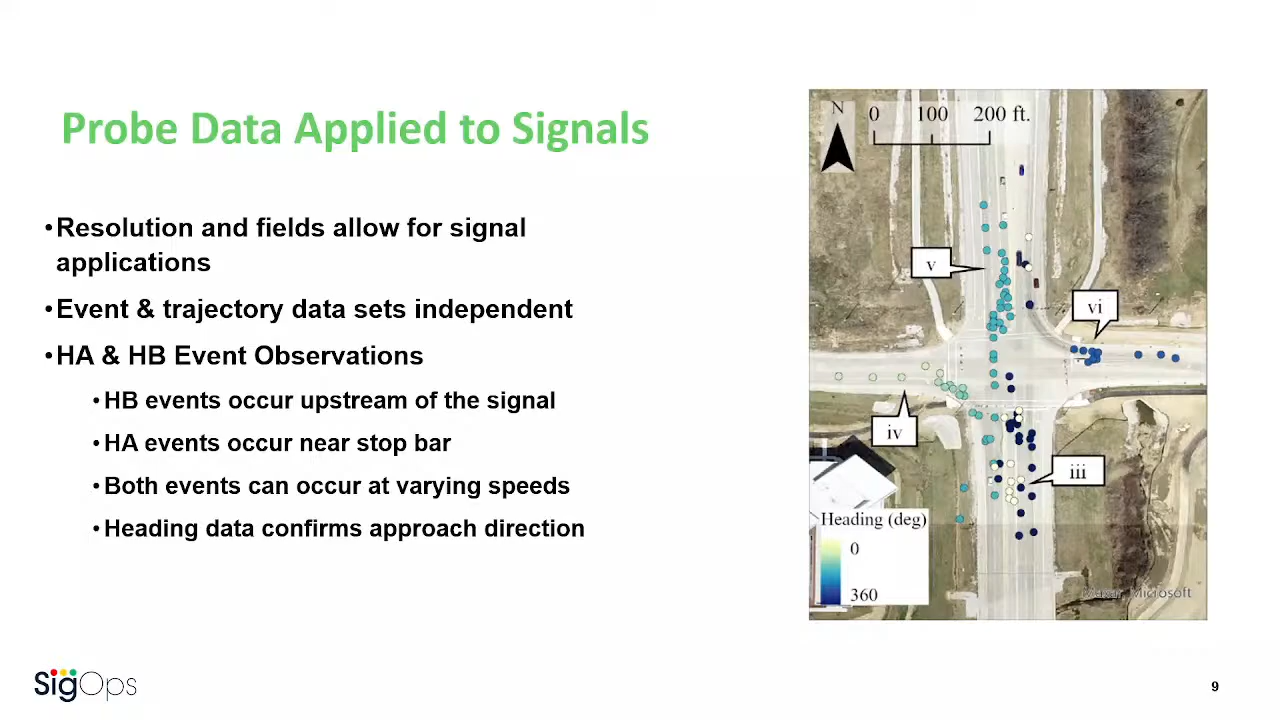 Probe Data Applied to Signals
•Resolution and fields allow for signal
applications
•Event & trajectory data sets independent
•HA & HB Event Observations
•HB events occur upstream of the signal
•HA events occur near stop bar
•Both events can occur at varying speeds
•Heading data confirms approach direction
N
0 100 200 ft.
v
vi
iv
iii
Heading (deg)
0
360
Microsoft
SigOps
9